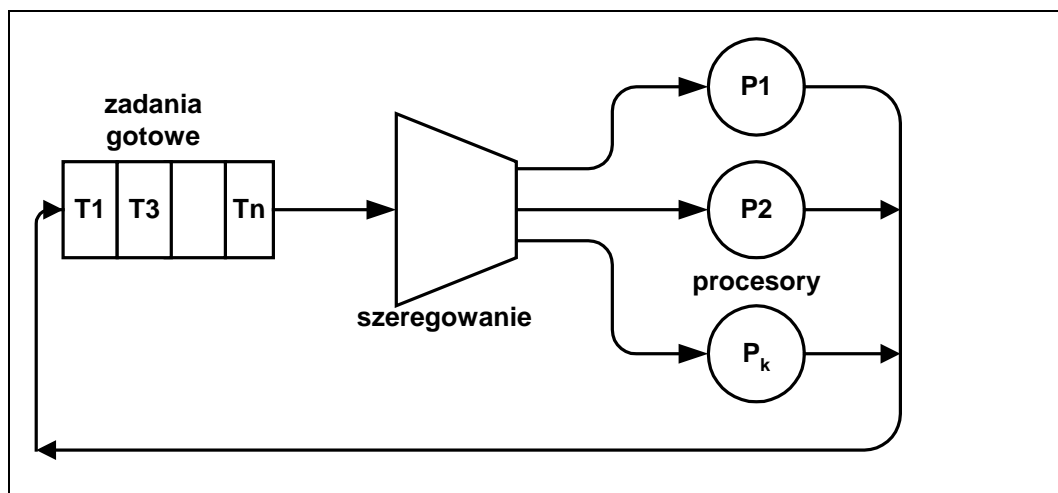 zadania
gotowe
T1 T3 Tn
szeregowanie
P1
P2
procesory
Pk